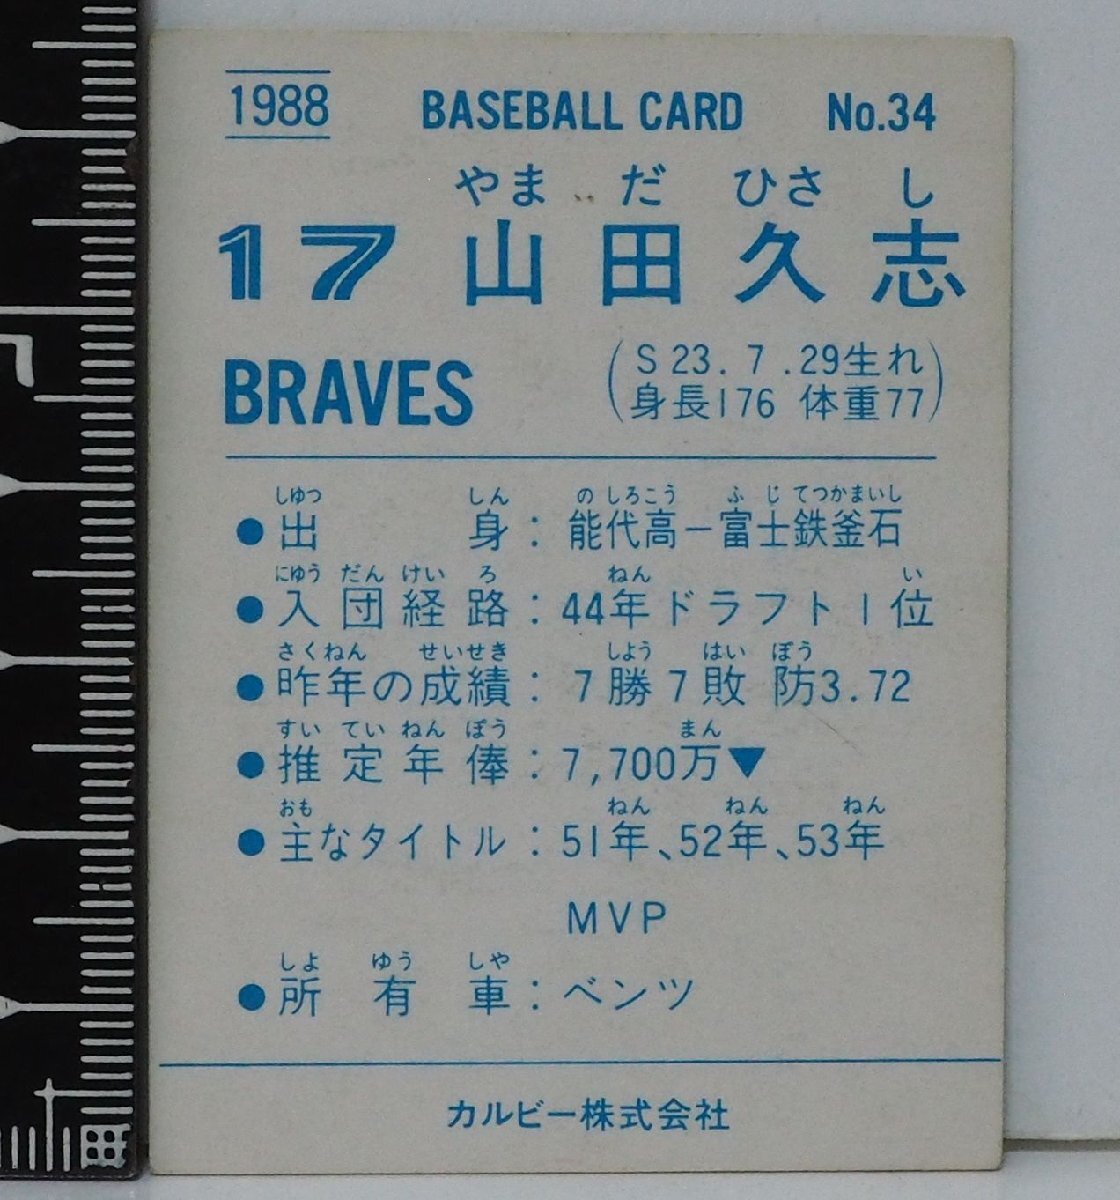 1988 BASEBALL CARD No.34
やま だ ひさ し
17 山田久志
BRAVES
(S23.7.29生れ
身長176 体重77)
しゆつ しん の しろこう ふ じ てつかまいし
●出身：能代高－富士鉄釜石
にゆう だん けい ろ ねん い
●入団経路：44年ドラフト1位
さくねん せいせき しよう はい ぼう
●昨年の成績：7勝7敗 防3.72
すい てい ねん ぽう まん
●推定年俸：7,700万▼
おも ねん ねん ねん
●主なタイトル：51年、52年、53年
MVP
しよ ゆう しや
●所有車：ベンツ
カルビー株式会社